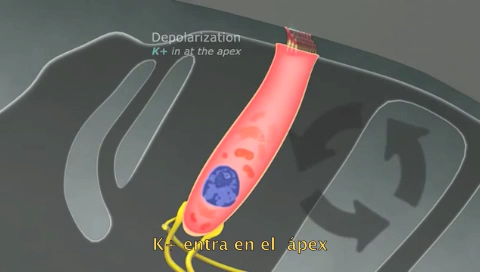 Depolarization
K+ in at the apex
K+ entra en el ápex